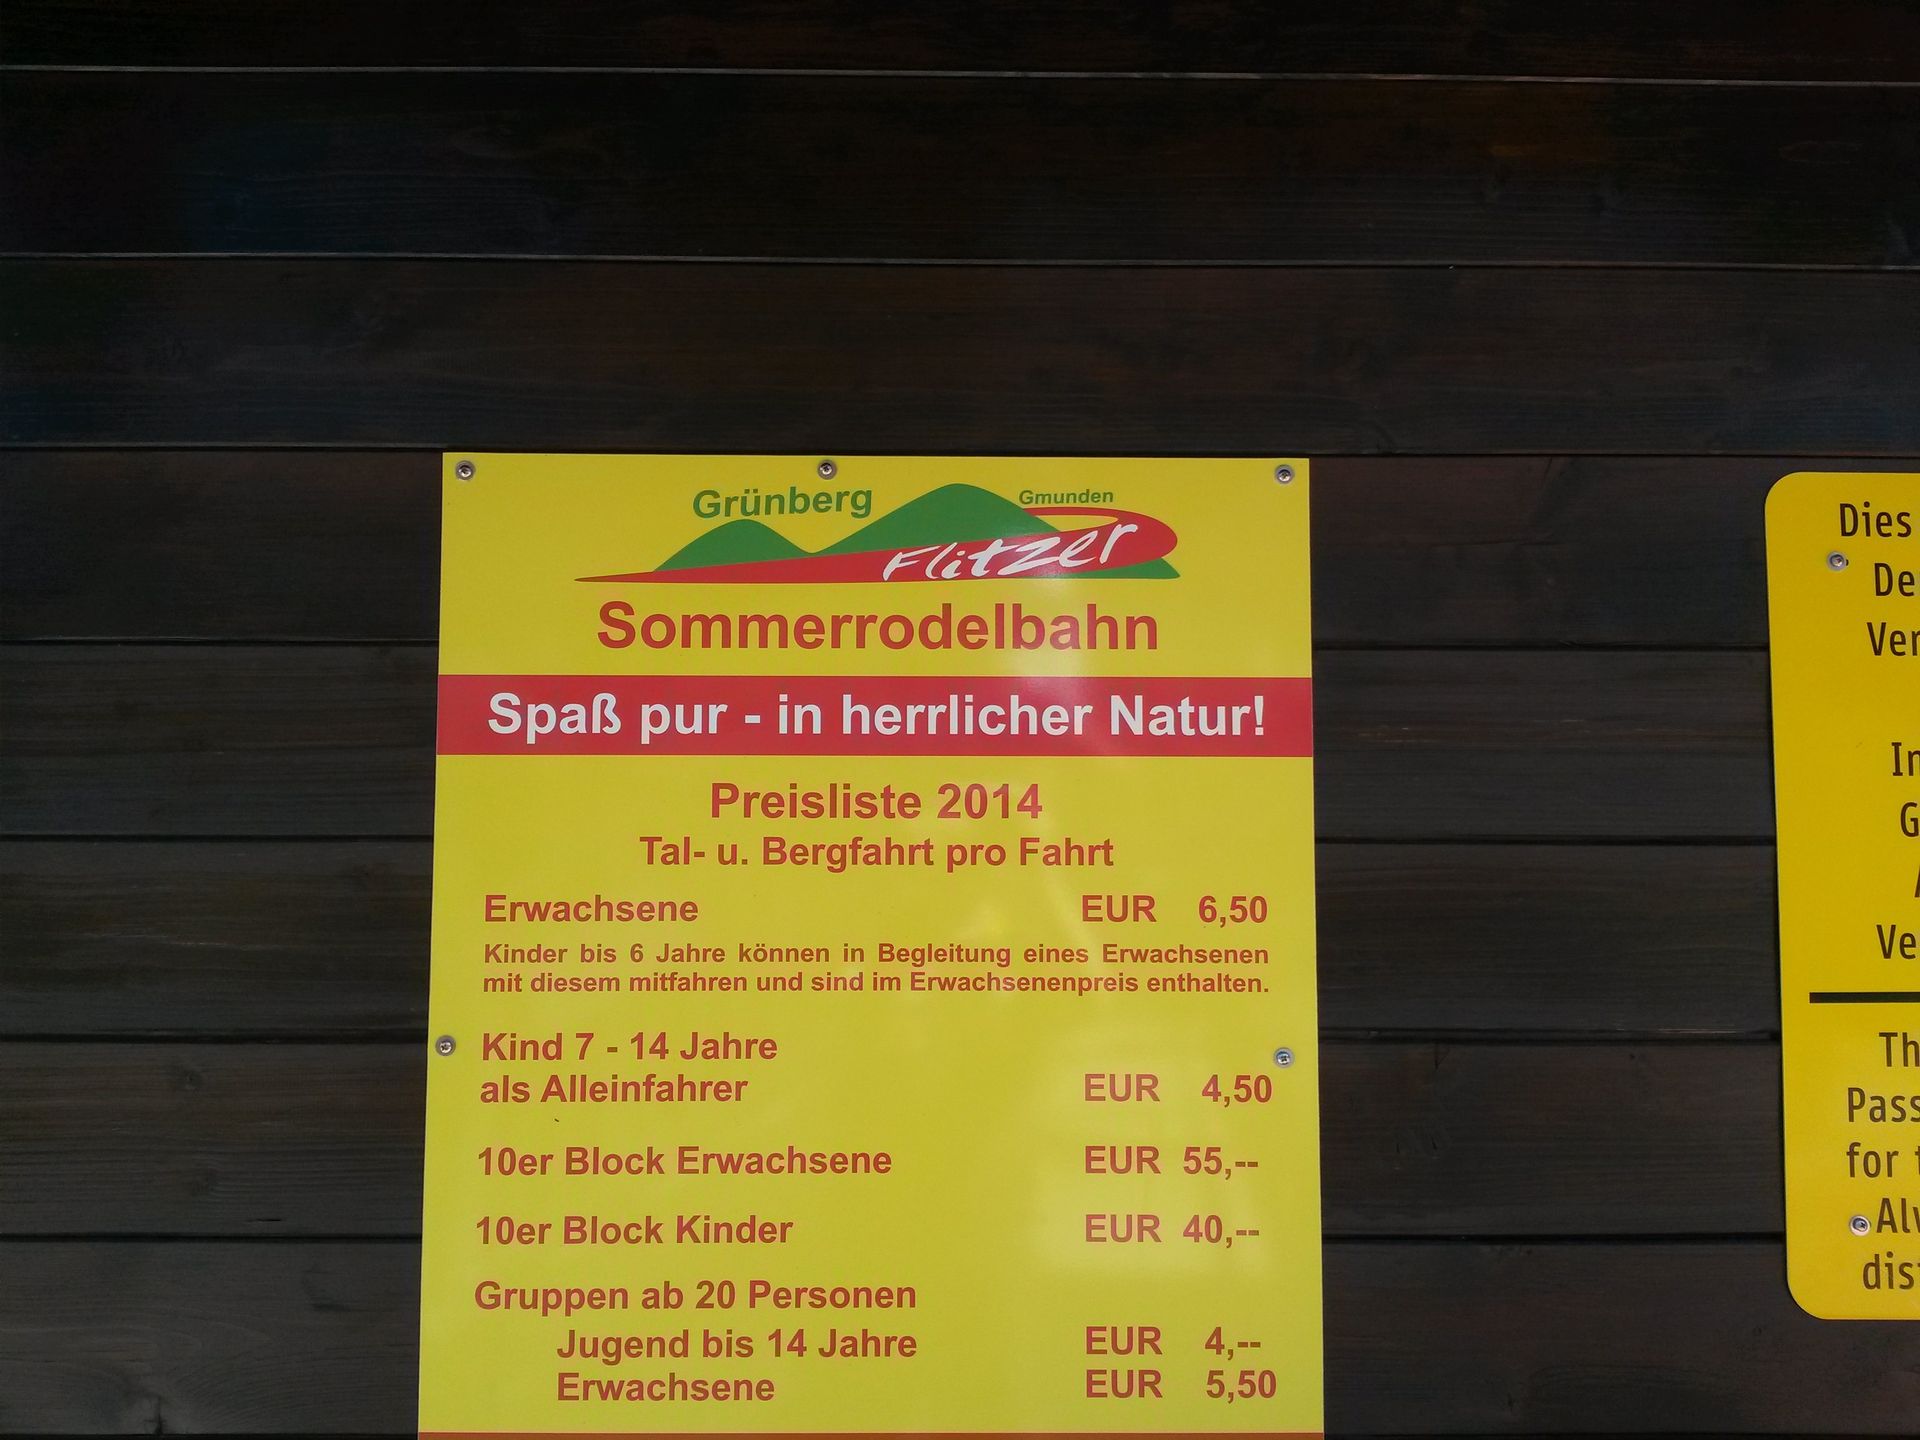 Grünberg
Gmunden
Flitzer
Sommerrodelbahn
Spaß pur - in herrlicher Natur!
Preisliste 2014
Tal- u. Bergfahrt pro Fahrt
Erwachsene EUR 6,50
Kinder bis 6 Jahre können in Begleitung eines Erwachsenen
mit diesem mitfahren und sind im Erwachsenenpreis enthalten.
Kind 7 - 14 Jahre
als Alleinfahrer EUR 4,50
10er Block Erwachsene EUR 55,--
10er Block Kinder EUR 40,--
Gruppen ab 20 Personen
Jugend bis 14 Jahre EUR 4,--
Erwachsene EUR 5,50
Dies
for